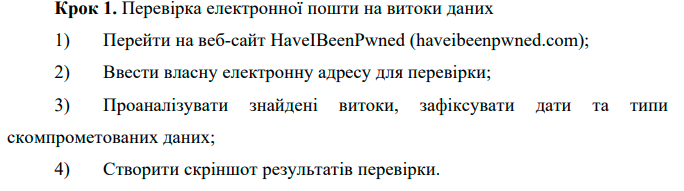 Крок 1. Перевірка електронної пошти на витоки даних
1) Перейти на веб-сайт HaveIBeenPwned (haveibeenpwned.com);
2) Ввести власну електронну адресу для перевірки;
3) Проаналізувати знайдені витоки, зафіксувати дати та типи
скомпрометованих даних;
4) Створити скріншот результатів перевірки.